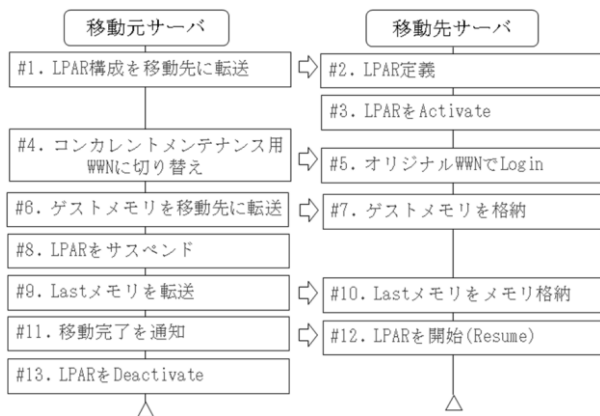 移動元サーバ
移動先サーバ
#1. LPAR構成を移動先に転送
#2. LPAR定義
#3. LPARをActivate
#4. コンカレントメンテナンス用
WWNに切り替え
#5. オリジナルWWNでLogin
#6. ゲストメモリを移動先に転送
#7. ゲストメモリを格納
#8. LPARをサスペンド
#9. Lastメモリを転送
#10. Lastメモリをメモリ格納
#11. 移動完了を通知
#12. LPARを開始(Resume)
#13. LPARをDeactivate